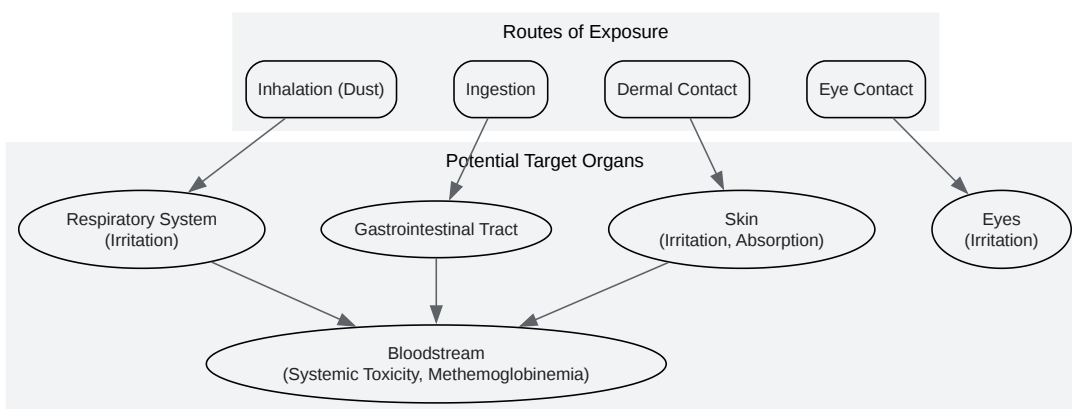 Routes of Exposure
Inhalation (Dust)
Ingestion
Dermal Contact
Eye Contact
Potential Target Organs
Respiratory System
(Irritation)
Gastrointestinal Tract
Skin
(Irritation, Absorption)
Eyes
(Irritation)
Bloodstream
(Systemic Toxicity, Methemoglobinemia)